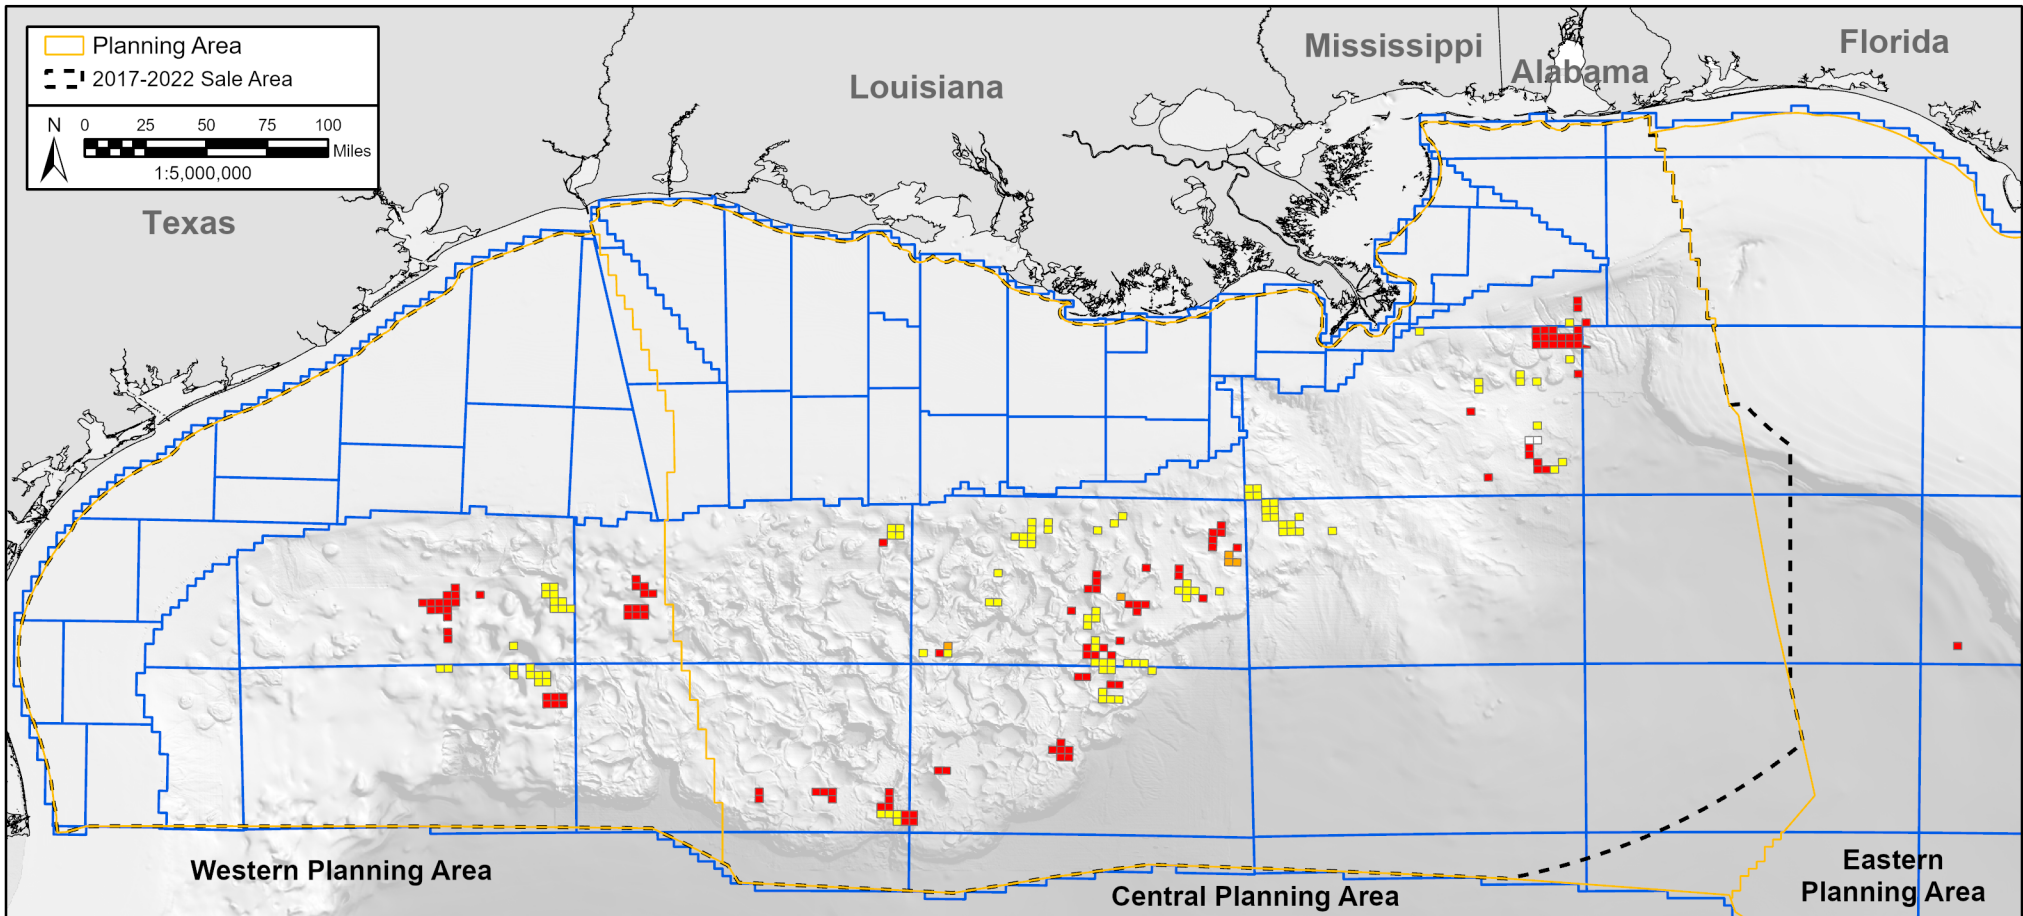 Planning Area
2017-2022 Sale Area
N
0 25 50 75 100
Miles
1:5,000,000
Texas
Louisiana
Mississippi
Alabama
Florida
Western Planning Area
Central Planning Area
Eastern
Planning Area